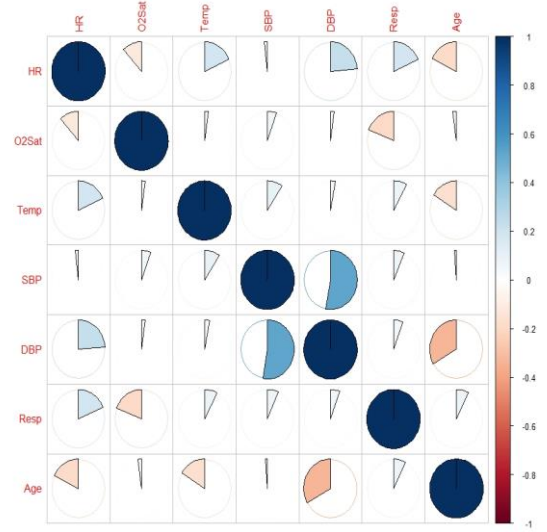 HR O2Sat Temp SBP DBP Resp Age
HR
O2Sat
Temp
SBP
DBP
Resp
Age
1
0.8
0.6
0.4
0.2
0
-0.2
-0.4
-0.6
-0.8
-1